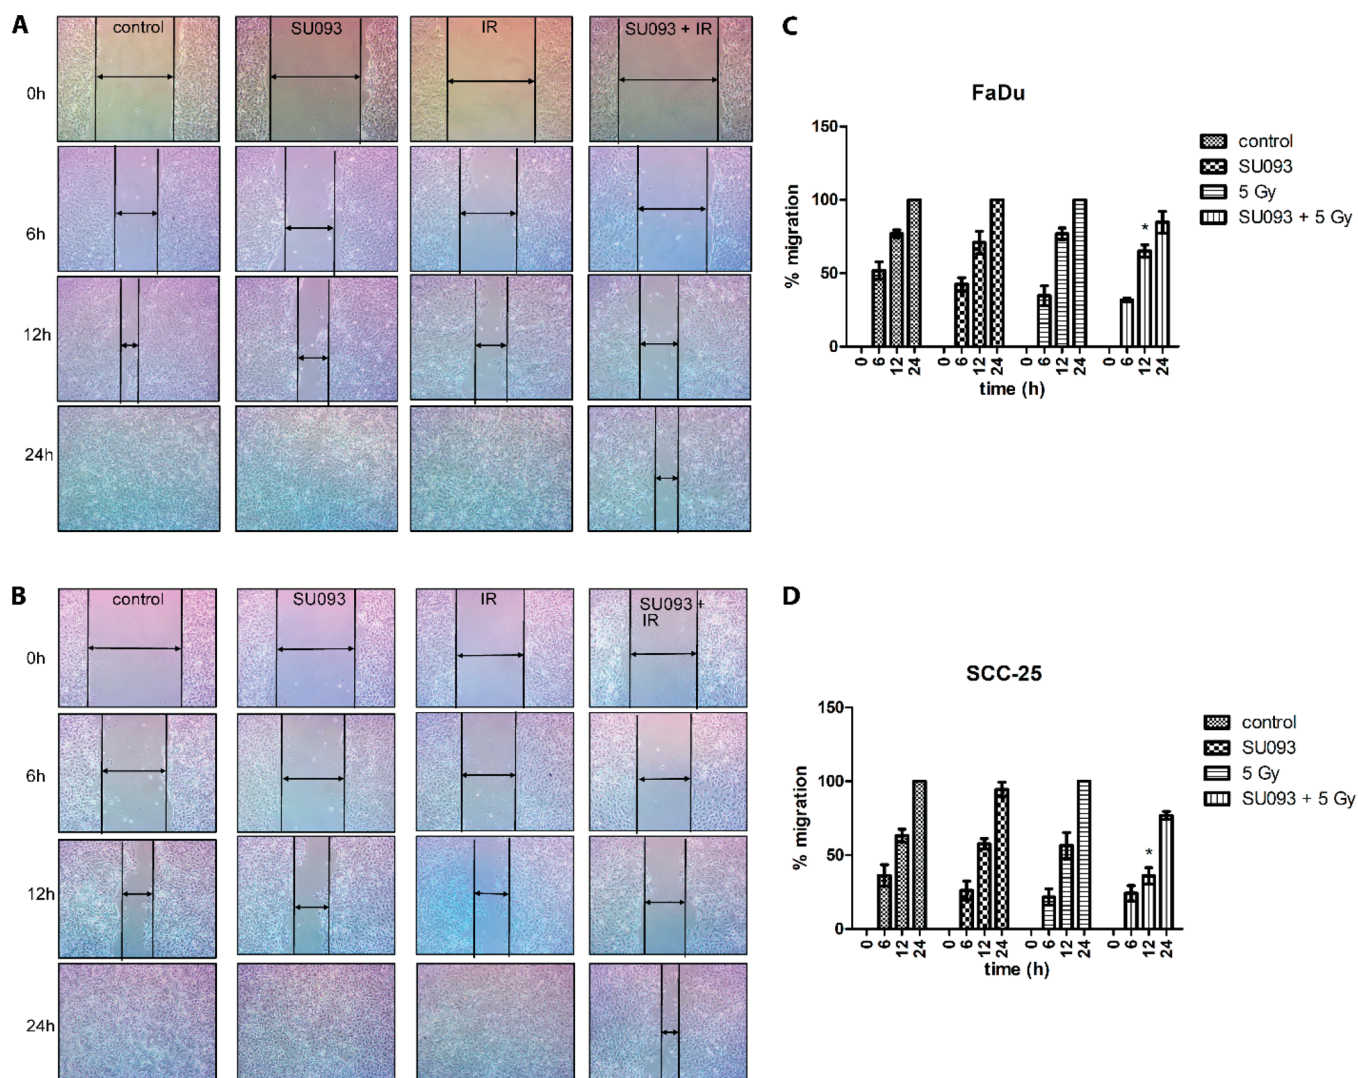 A
control
SU093
IR
SU093 + IR
0h
6h
12h
24h
B
control
SU093
IR
SU093 +
IR
0h
6h
12h
24h
C
FaDu
% migration
150
100
50
0
*
0 6 12 24 0 6 12 24 0 6 12 24 0 6 12 24
time (h)
control
SU093
5 Gy
SU093 + 5 Gy
D
SCC-25
% migration
150
100
50
0
*
0 6 12 24 0 6 12 24 0 6 12 24 0 6 12 24
time (h)
control
SU093
5 Gy
SU093 + 5 Gy